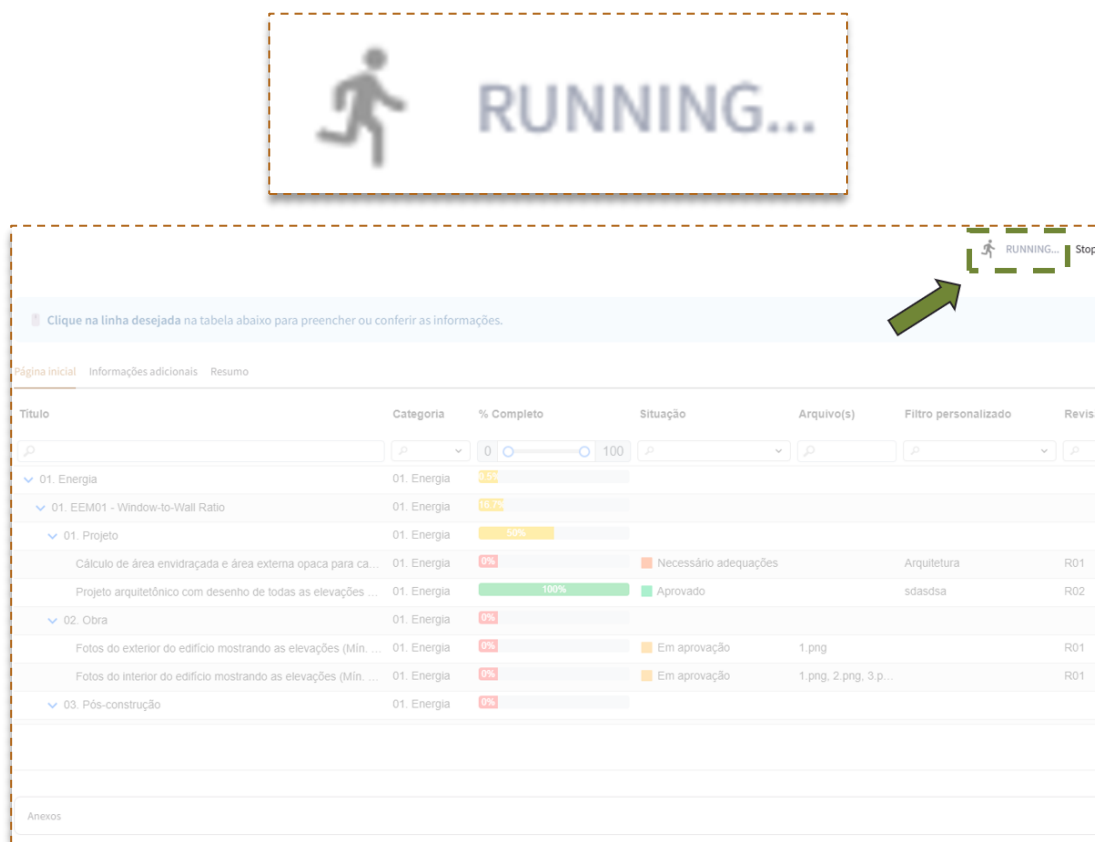 RUNNING...
RUNNING... Stop
Clique na linha desejada na tabela abaixo para preencher ou conferir as informações.
Página inicial Informações adicionais Resumo
Título Categoria % Completo Situação Arquivo(s) Filtro personalizado Revis
0 100
01. Energia 01. Energia
01. EEM01 - Window-to-Wall Ratio 01. Energia
01. Projeto 01. Energia 50%
Cálculo de área envidraçada e área externa opaca para ca... 01. Energia 0% Necessário adequações Arquitetura R01
Projeto arquitetônico com desenho de todas as elevações ... 01. Energia 100% Aprovado sdasdsa R02
02. Obra 01. Energia 0%
Fotos do exterior do edifício mostrando as elevações (Mín. ... 01. Energia 0% Em aprovação 1.png R01
Fotos do interior do edifício mostrando as elevações (Mín. ... 01. Energia 0% Em aprovação 1.png, 2.png, 3.p... R01
03. Pós-construção 01. Energia 0%
Anexos